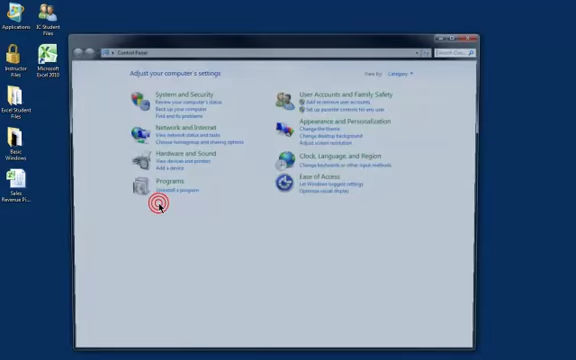 Applications
IC Student
Files
Instructor
Files
Microsoft
Excel 2010
Excel Student
Files
Basic
Windows
Sales
Revenue Pi...
Control Panel
Search Con...
Adjust your computer's settings
View by: Category
System and Security
Review your computer's status
Back up your computer
Find and fix problems
Network and Internet
View network status and tasks
Choose homegroup and sharing options
Hardware and Sound
View devices and printers
Add a device
Programs
Uninstall a program
User Accounts and Family Safety
Add or remove user accounts
Set up parental controls for any user
Appearance and Personalization
Change the theme
Change desktop background
Adjust screen resolution
Clock, Language, and Region
Change keyboards or other input methods
Ease of Access
Let Windows suggest settings
Optimize visual display